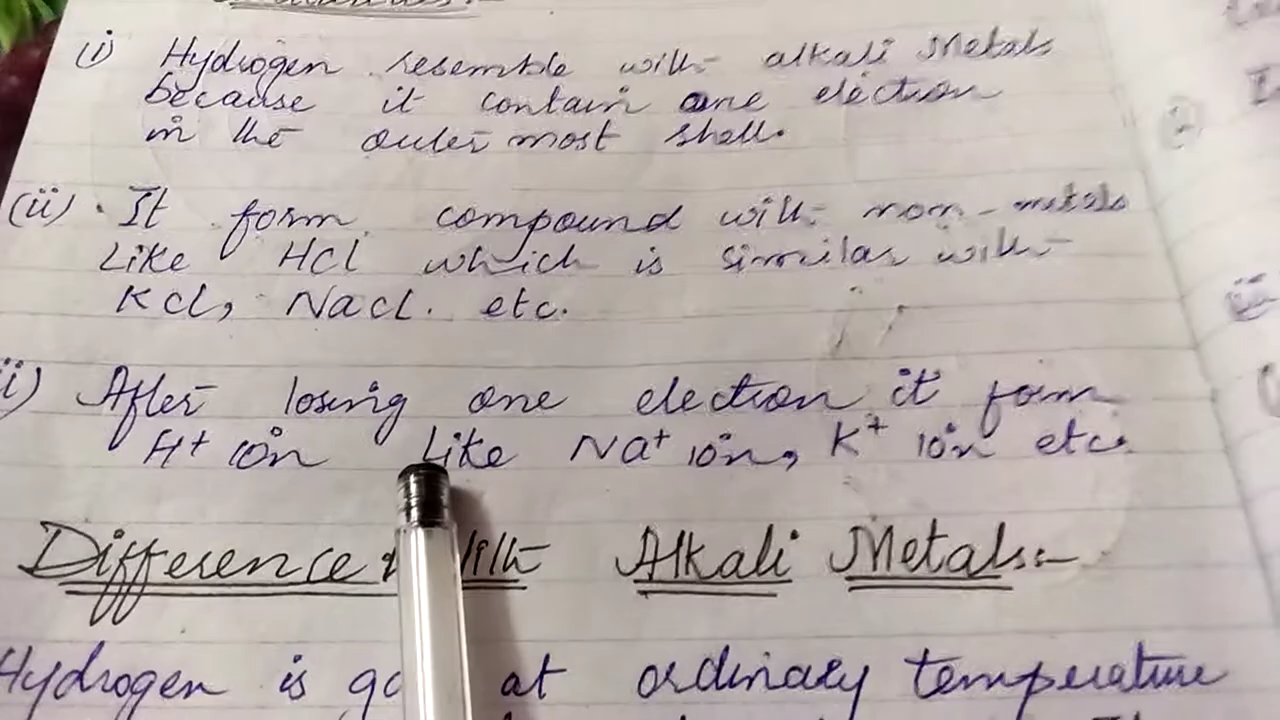 (i) Hydrogen resemble with alkali Metals
because it contain one electron
in the outer most shell.
(ii) It form compound with non-metals
Like HCl which is similar with
KCl, NaCl. etc.
After losing one electron it form
H+ ion Like Na+ ion, K+ ion etc.
Difference Alkali Metals:-
Hydrogen is at ordinary temperature